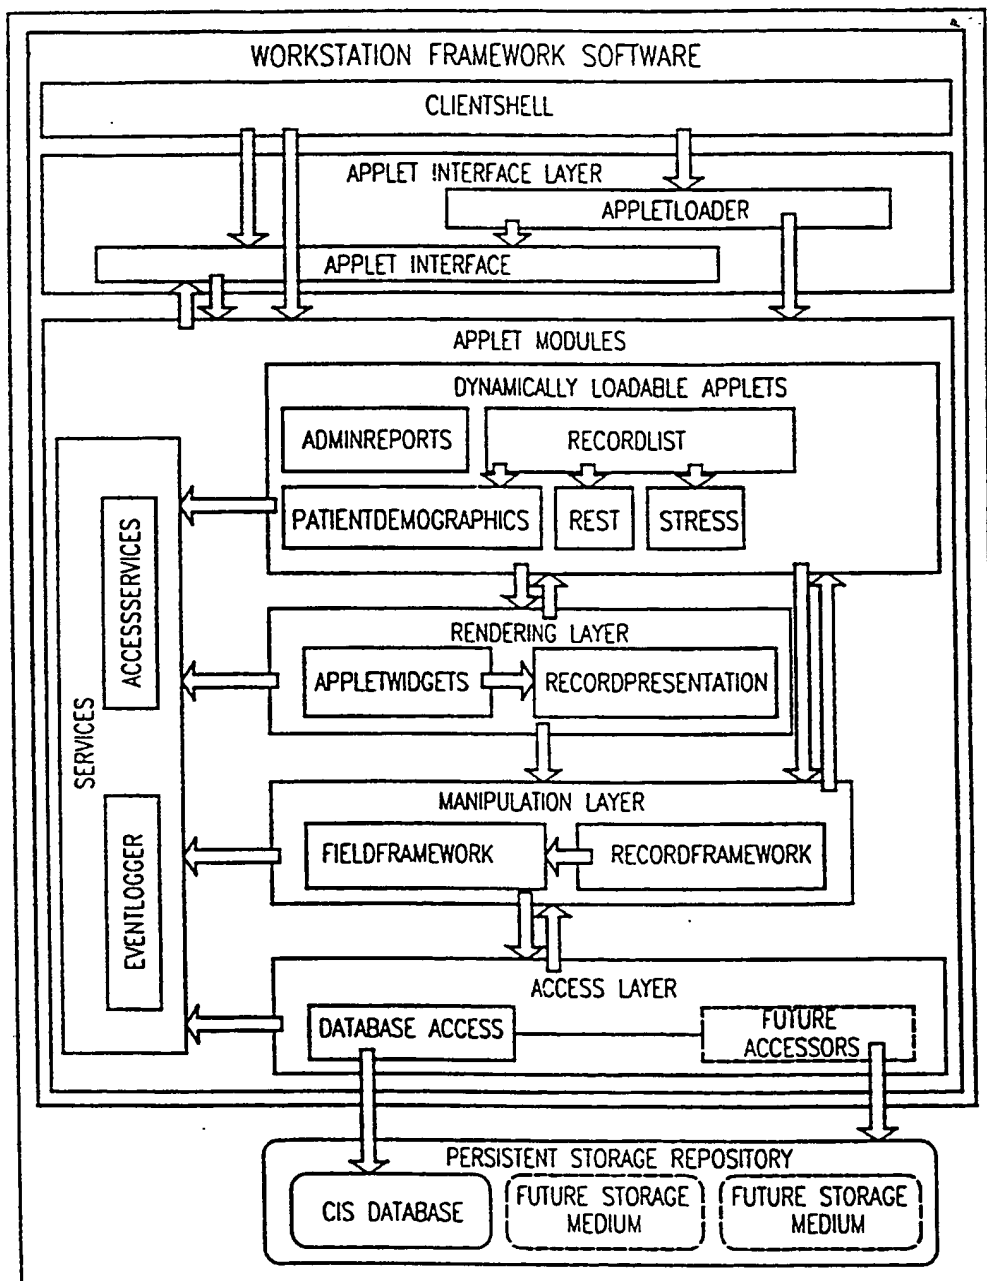 WORKSTATION FRAMEWORK SOFTWARE
CLIENTSHELL
APPLET INTERFACE LAYER
APPLETLOADER
APPLET INTERFACE
APPLET MODULES
DYNAMICALLY LOADABLE APPLETS
ADMINREPORTS
RECORDLIST
PATIENTDEMOGRAPHICS
REST
STRESS
SERVICES
ACCESSSERVICES
EVENTLOGGER
RENDERING LAYER
APPLETWIDGETS
RECORDPRESENTATION
MANIPULATION LAYER
FIELDFRAMEWORK
RECORDFRAMEWORK
ACCESS LAYER
DATABASE ACCESS
FUTURE
ACCESSORS
PERSISTENT STORAGE REPOSITORY
CIS DATABASE
FUTURE STORAGE
MEDIUM
FUTURE STORAGE
MEDIUM